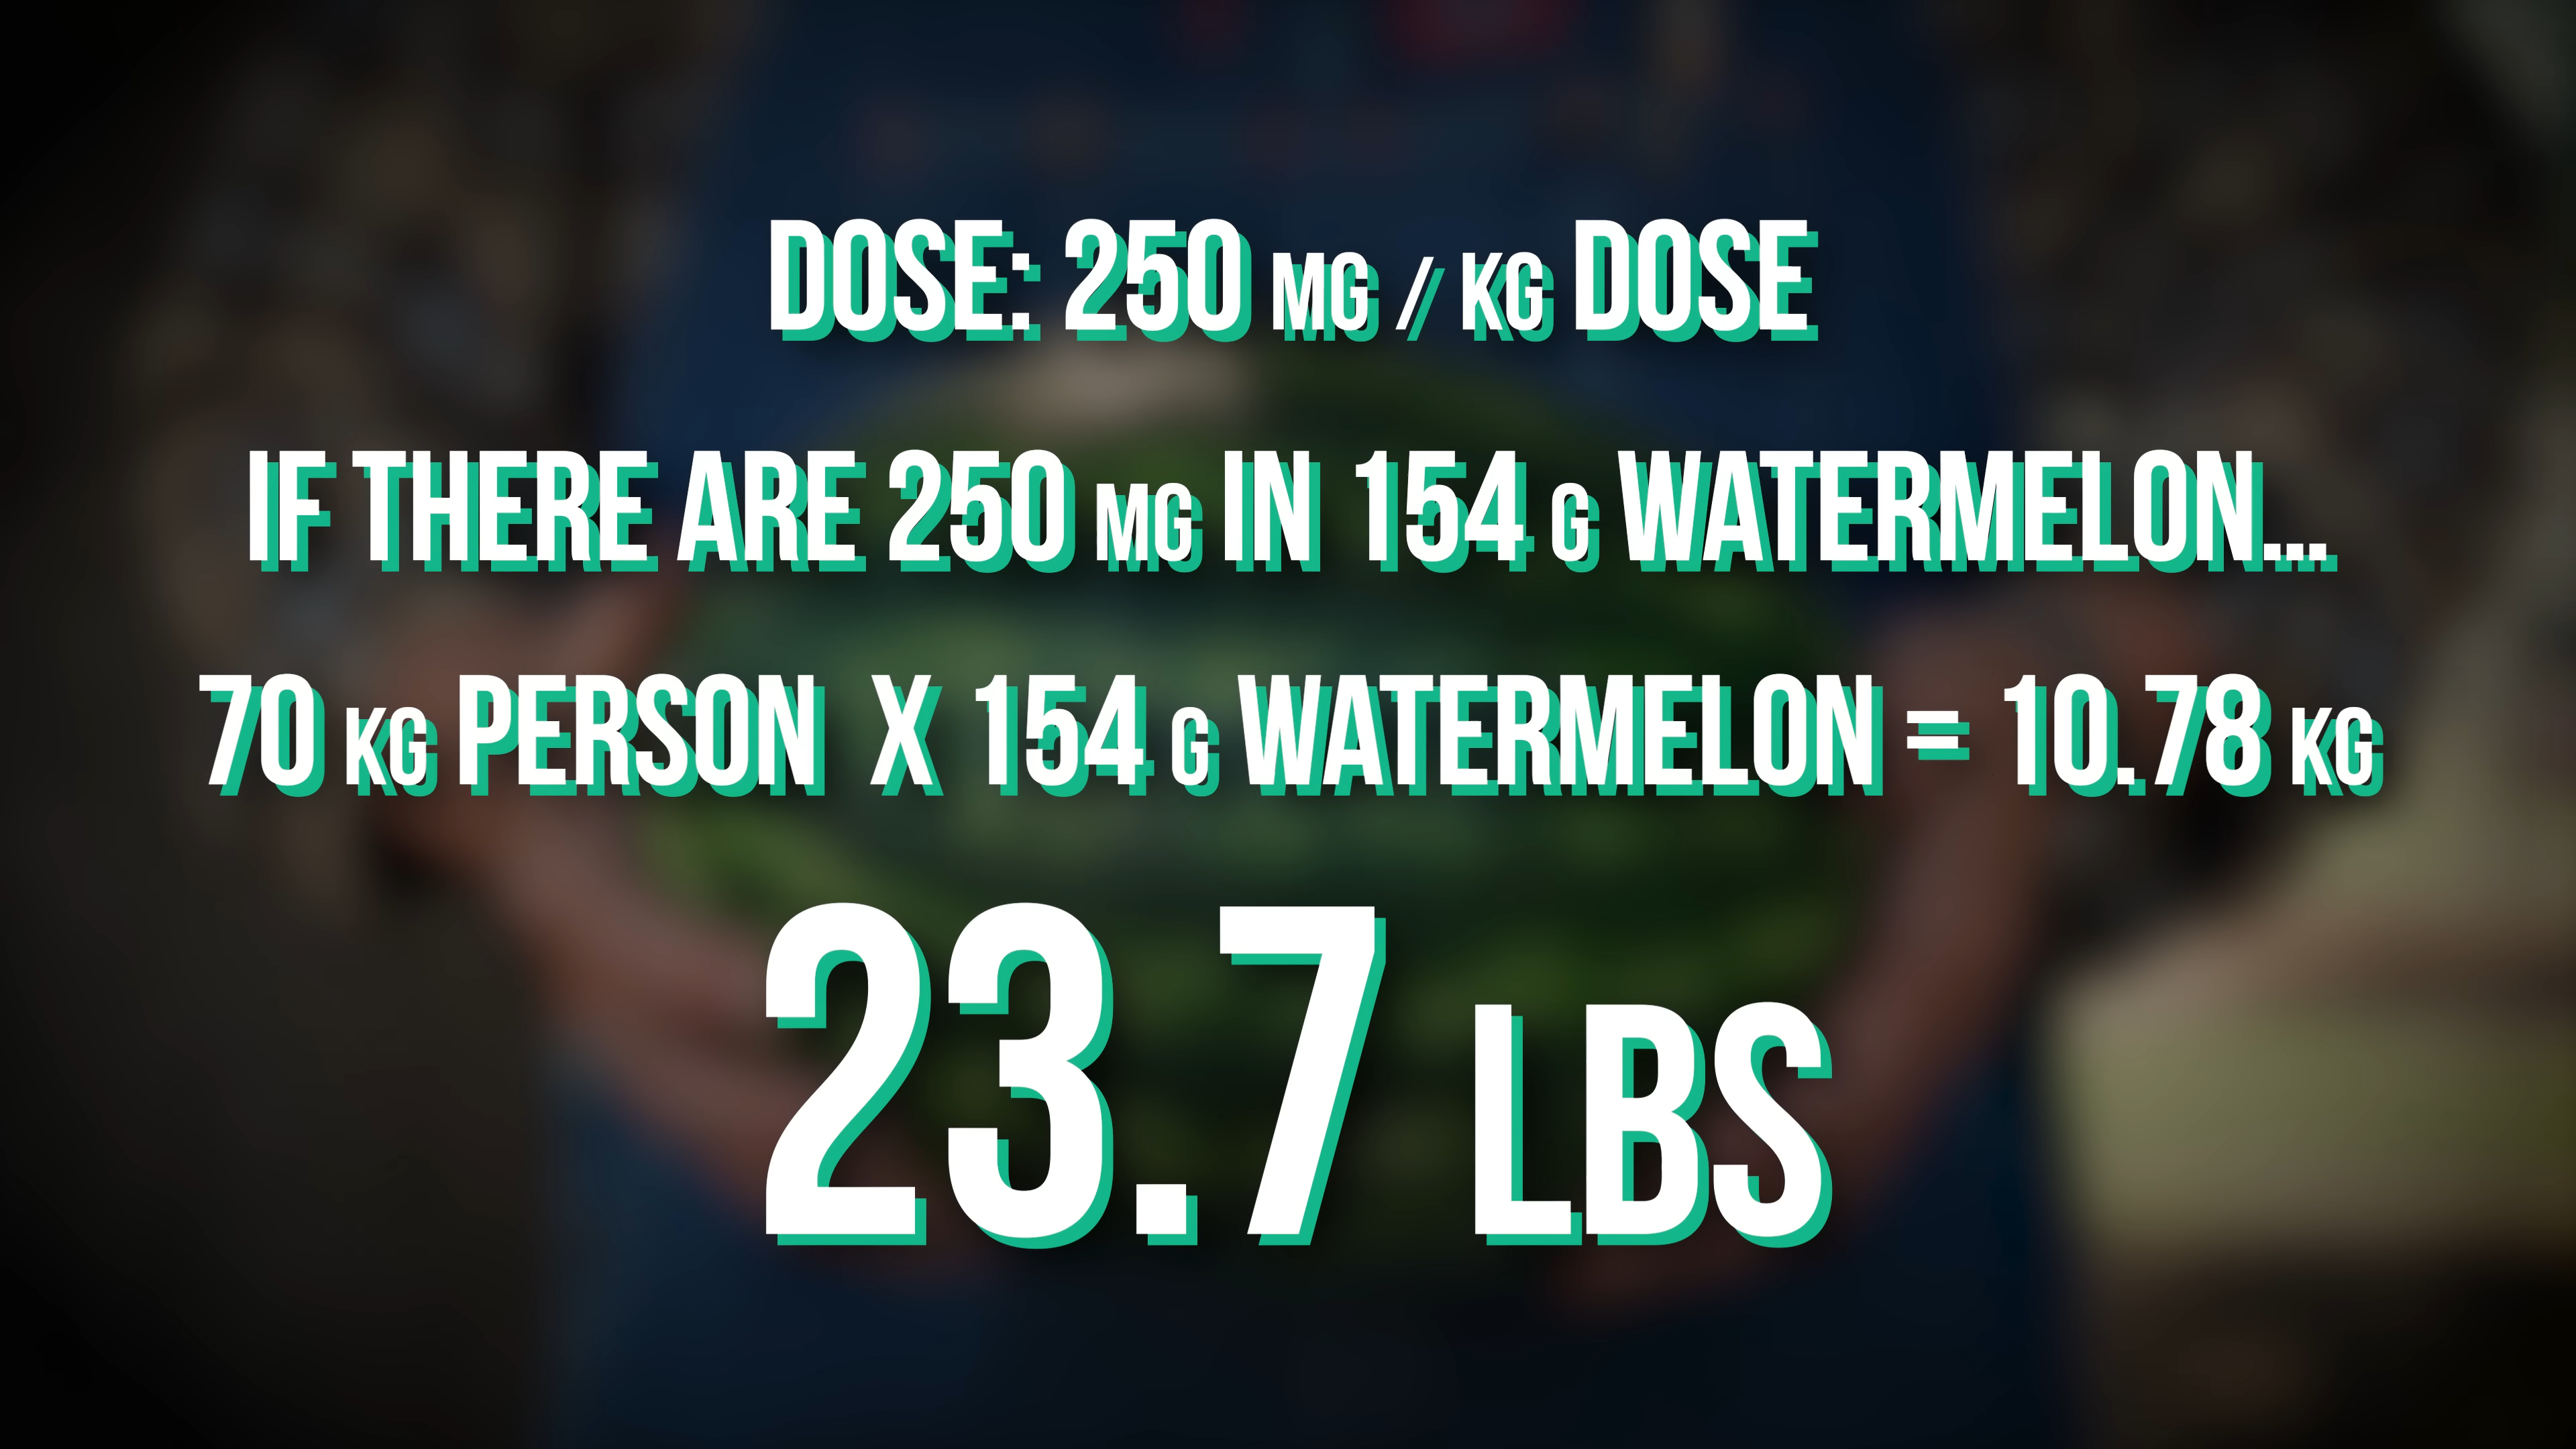 DOSE: 250 MG / KG DOSE
IF THERE ARE 250 MG IN 154 G WATERMELON...
70 KG PERSON X 154 G WATERMELON = 10.78 KG
23.7 LBS